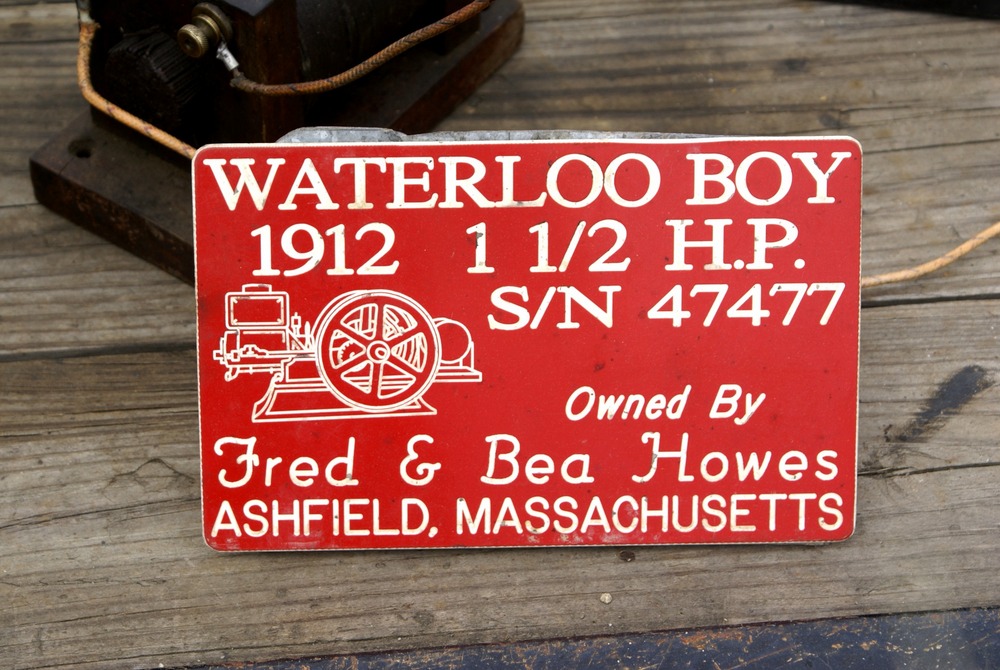 WATERLOO BOY
1912 1 1/2 H.P.
S/N 47477
Owned By
Fred & Bea Howes
ASHFIELD, MASSACHUSETTS